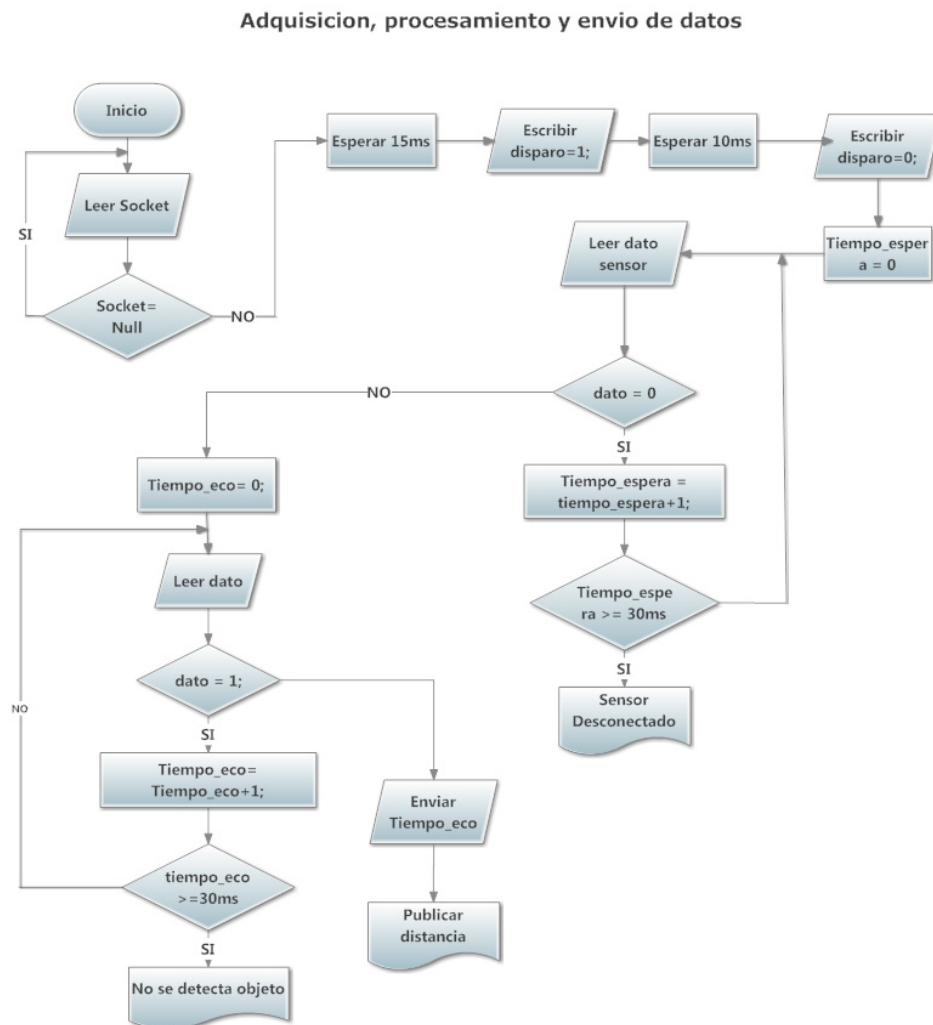 Adquisicion, procesamiento y envio de datos
Inicio
Leer Socket
SI
Socket=
Null
NO
Esperar 15ms
Escribir
disparo=1;
Esperar 10ms
Escribir
disparo=0;
Tiempo_esper
a = 0
Leer dato
sensor
dato = 0
NO
SI
Tiempo_espera =
tiempo_espera+1;
Tiempo_espe
ra >= 30ms
SI
Sensor
Desconectado
Tiempo_eco= 0;
Leer dato
dato = 1;
NO
SI
Tiempo_eco=
Tiempo_eco+1;
tiempo_eco
>=30ms
SI
No se detecta objeto
Enviar
Tiempo_eco
Publicar
distancia